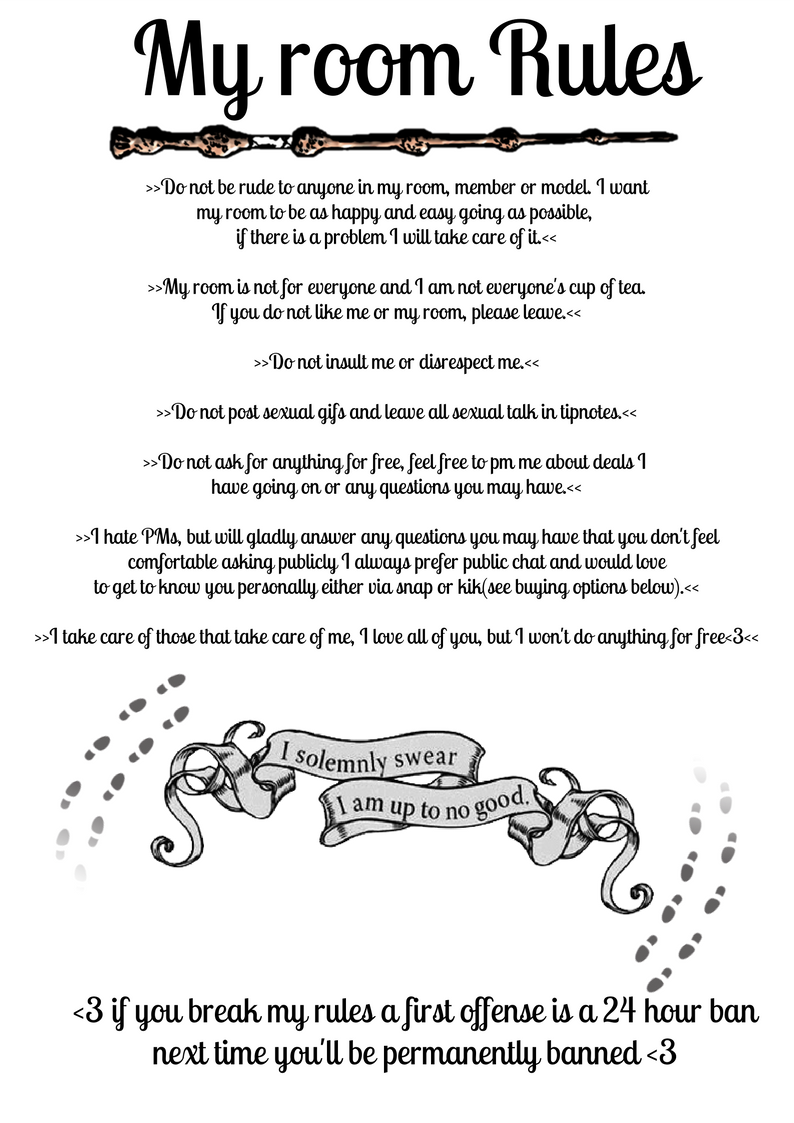 My room Rules
>>Do not be rude to anyone in my room, member or model. I want
my room to be as happy and easy going as possible,
if there is a problem I will take care of it.<<
>>My room is not for everyone and I am not everyone's cup of tea.
If you do not like me or my room, please leave.<<
>>Do not insult me or disrespect me.<<
>>Do not post sexual gifs and leave all sexual talk in tipnotes.<<
>>Do not ask for anything for free, feel free to pm me about deals I
have going on or any questions you may have.<<
>>I hate PMs, but will gladly answer any questions you may have that you don't feel
comfortable asking publicly I always prefer public chat and would love
to get to know you personally either via snap or kik(see buying options below).<<
>>I take care of those that take care of me, I love all of you, but I won't do anything for free<3<<
I solemnly swear
I am up to no good.
<3 if you break my rules a first offense is a 24 hour ban
next time you'll be permanently banned <3